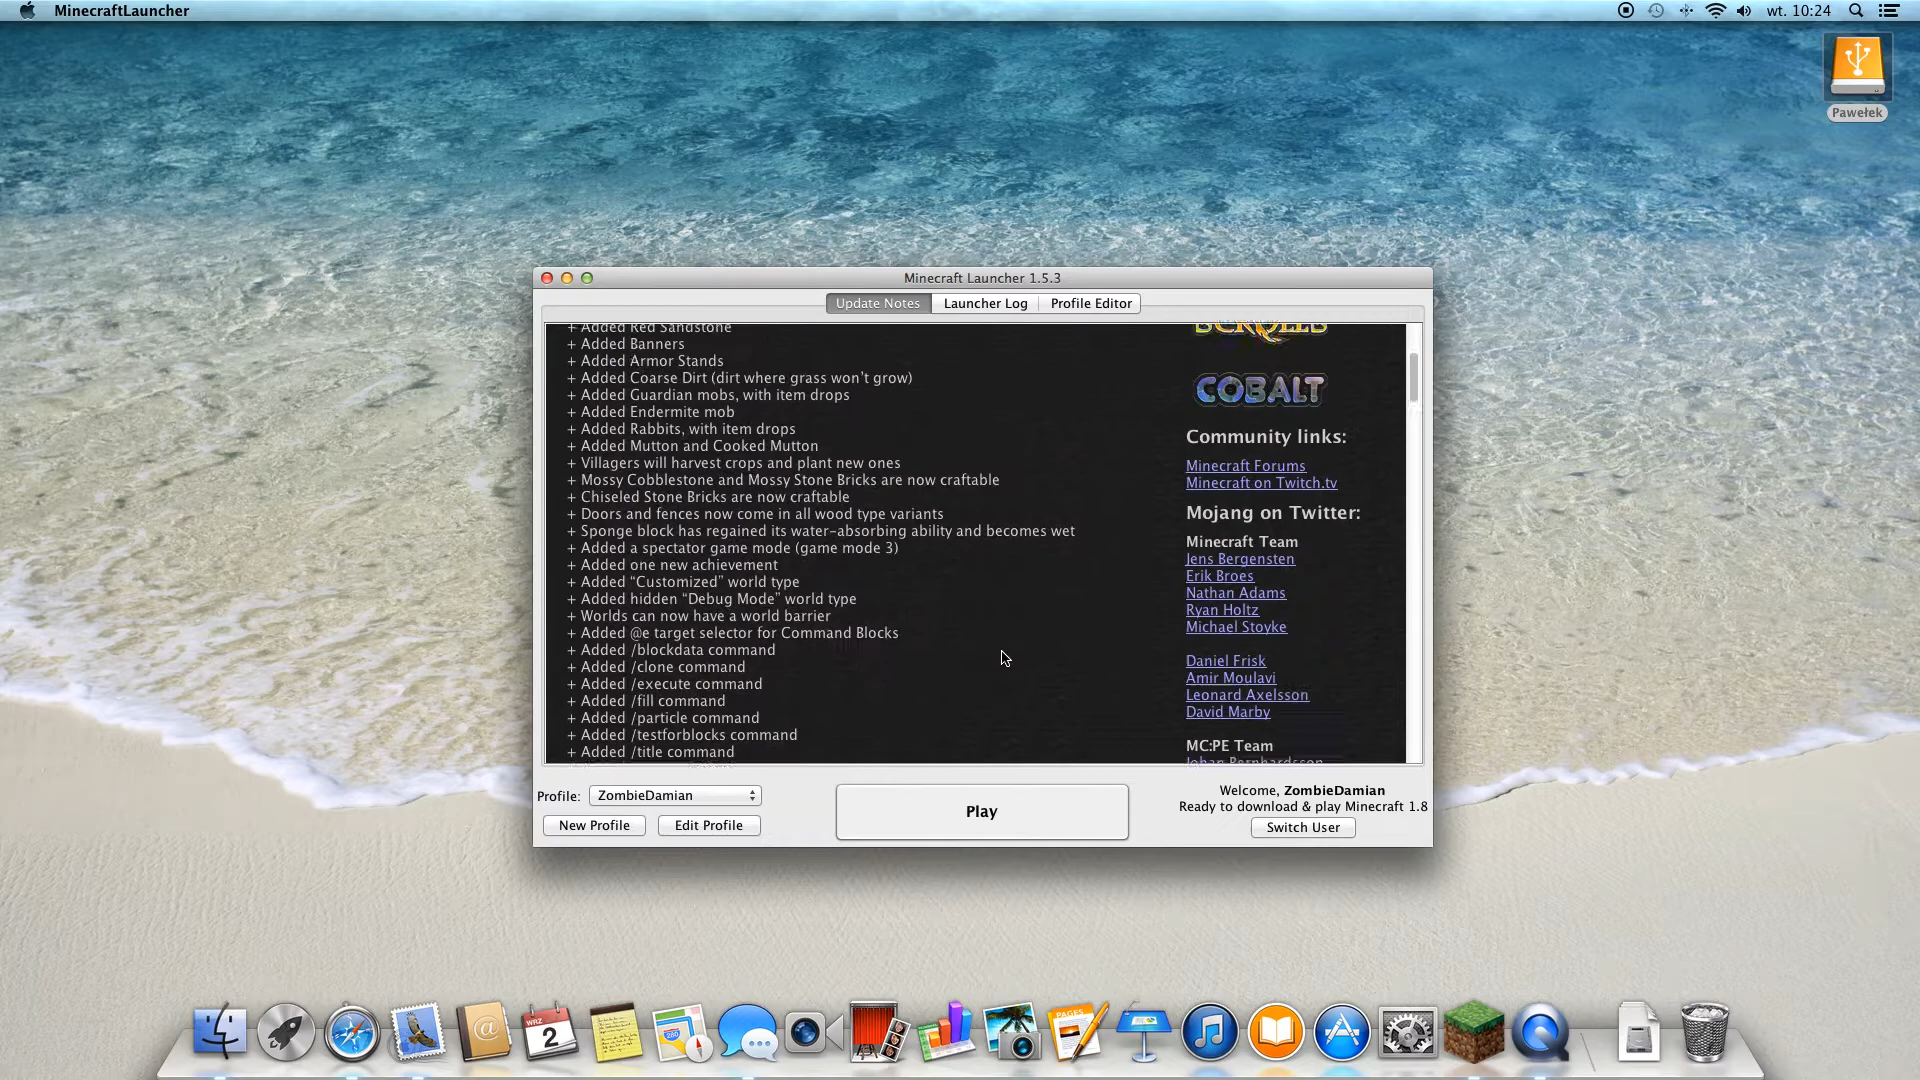 MinecraftLauncher
wt. 10:24
Pawełek
Minecraft Launcher 1.5.3
Update Notes
Launcher Log
Profile Editor
+ Added Red Sandstone
+ Added Banners
+ Added Armor Stands
+ Added Coarse Dirt (dirt where grass won’t grow)
+ Added Guardian mobs, with item drops
+ Added Endermite mob
+ Added Rabbits, with item drops
+ Added Mutton and Cooked Mutton
+ Villagers will harvest crops and plant new ones
+ Mossy Cobblestone and Mossy Stone Bricks are now craftable
+ Chiseled Stone Bricks are now craftable
+ Doors and fences now come in all wood type variants
+ Sponge block has regained its water-absorbing ability and becomes wet
+ Added a spectator game mode (game mode 3)
+ Added one new achievement
+ Added “Customized” world type
+ Added hidden “Debug Mode” world type
+ Worlds can now have a world barrier
+ Added @e target selector for Command Blocks
+ Added /blockdata command
+ Added /clone command
+ Added /execute command
+ Added /fill command
+ Added /particle command
+ Added /testforblocks command
+ Added /title command
SCROLLS
COBALT
Community links:
Minecraft Forums
Minecraft on Twitch.tv
Mojang on Twitter:
Minecraft Team
Jens Bergensten
Erik Broes
Nathan Adams
Ryan Holtz
Michael Stoyke
Daniel Frisk
Amir Moulavi
Leonard Axelsson
David Marby
MC:PE Team
Johan Bernhardsson
Profile:
ZombieDamian
New Profile
Edit Profile
Play
Welcome, ZombieDamian
Ready to download & play Minecraft 1.8
Switch User
WRZ
2
PAGES